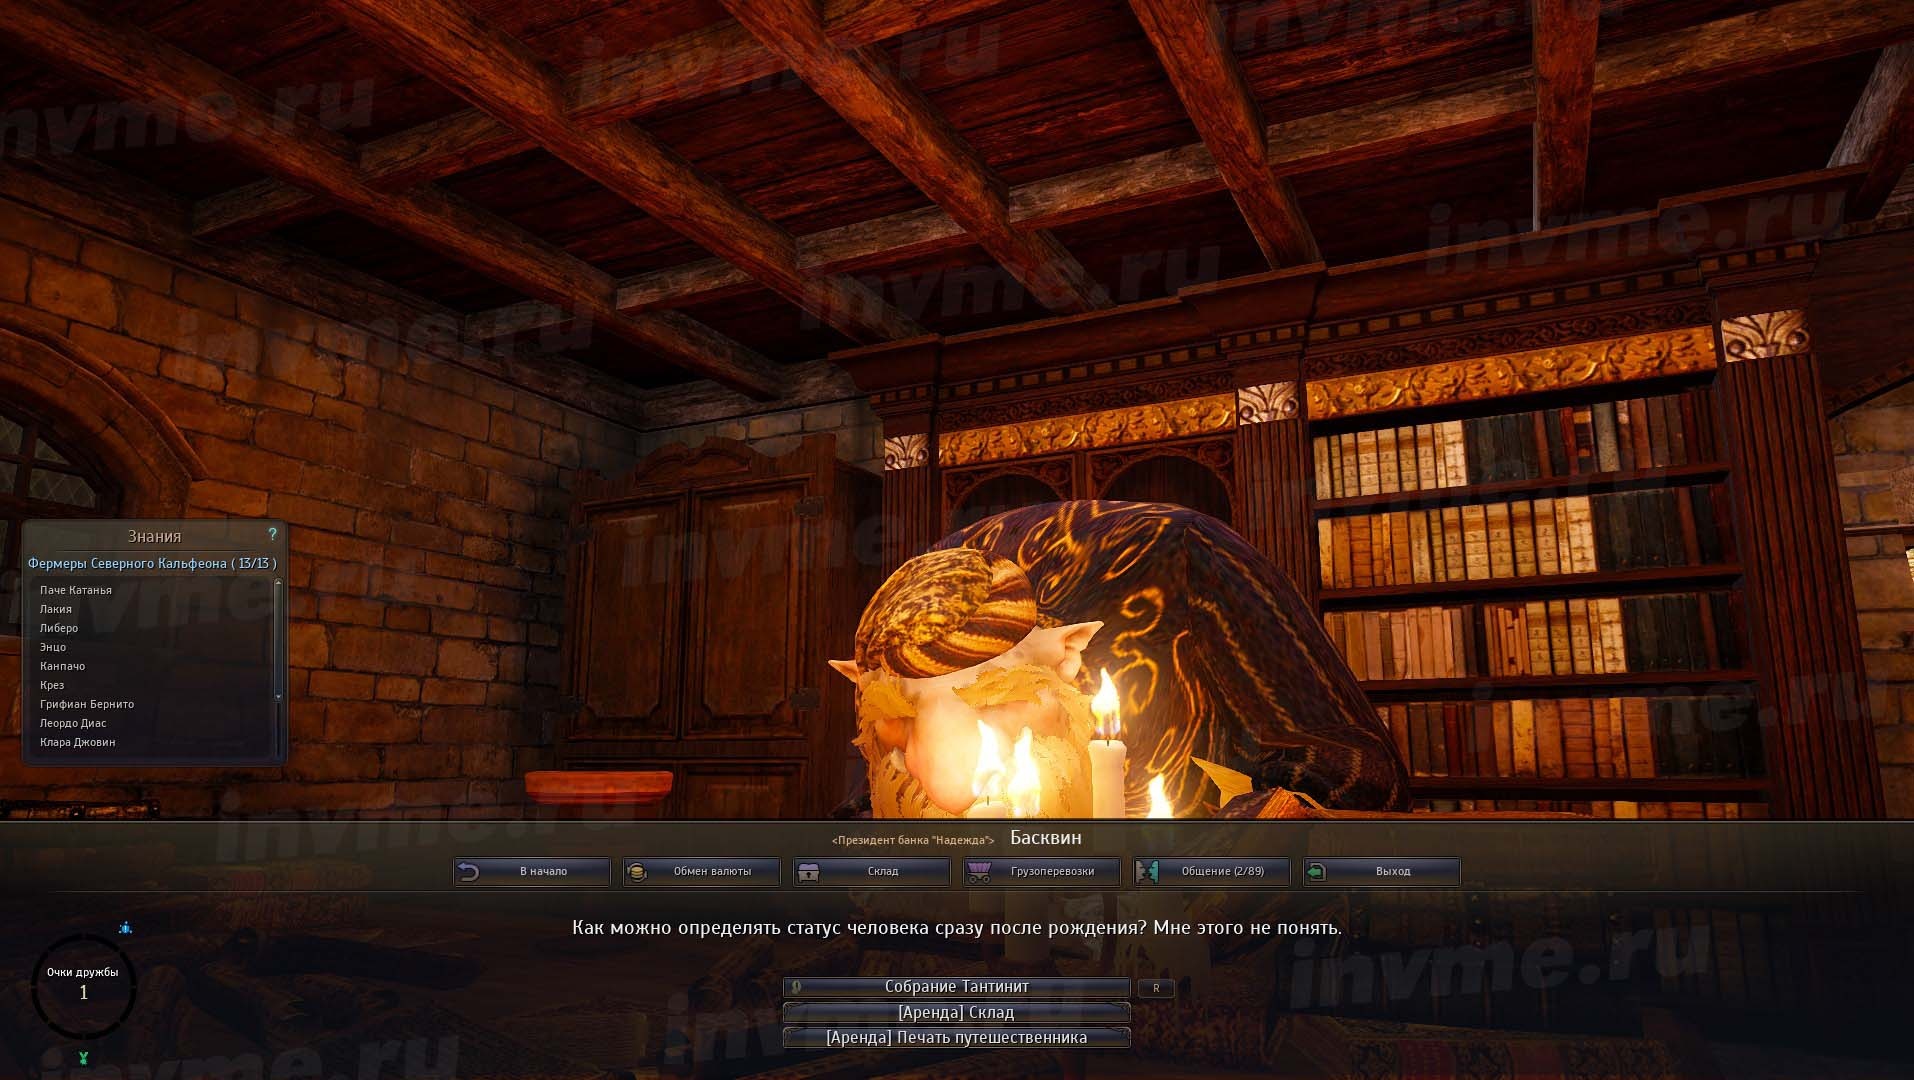 invme.ru
Знания
?
Фермеры Северного Кальфеона ( 13/13 )
Паче Катанья
Лакия
Либеро
Энцо
Канпачо
Крез
Грифиан Бернито
Леордо Диас
Клара Джовин
<Президент банка "Надежда"> Басквин
В начало
Обмен валюты
Склад
Грузоперевозки
Общение (2/89)
Выход
Как можно определять статус человека сразу после рождения? Мне этого не понять.
Очки дружбы
1
Собрание Тантинит
R
[Аренда] Склад
[Аренда] Печать путешественника